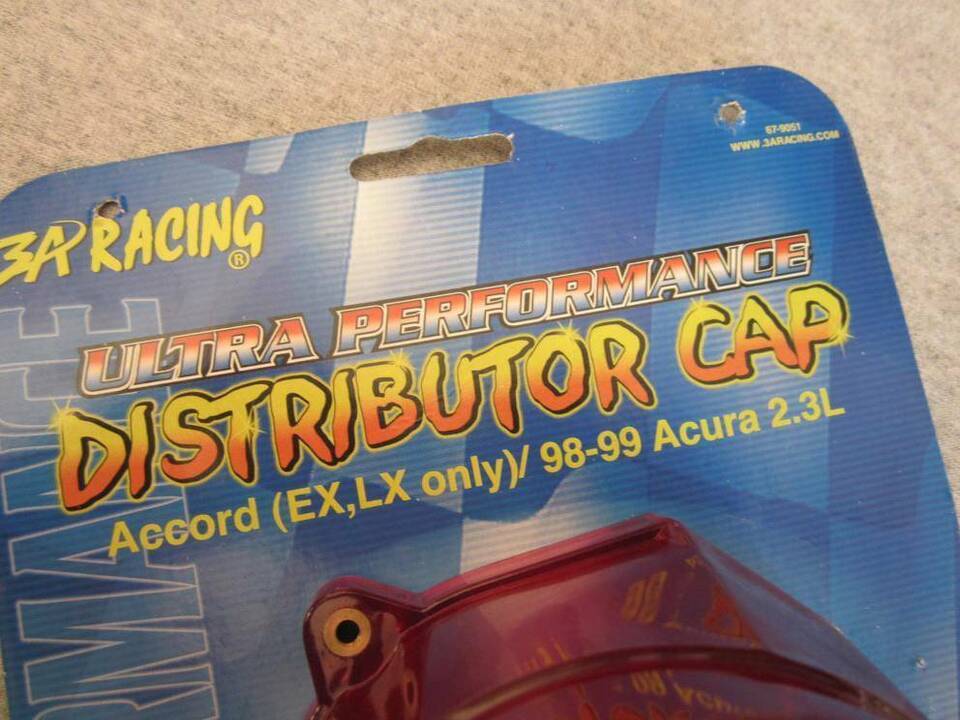 67-9051
WWW.3ARACING.COM
3A RACING®
ULTRA PERFORMANCE
DISTRIBUTOR CAP
Accord (EX,LX only)/ 98-99 Acura 2.3L